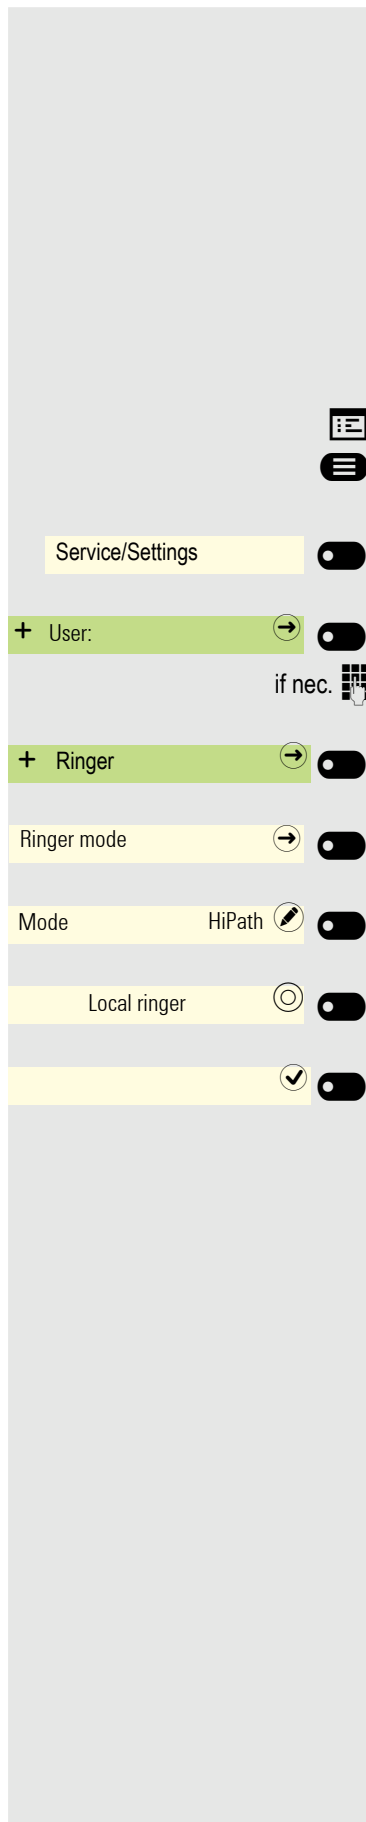 Service/Settings
+ User:
if nec.
+ Ringer
Ringer mode
Mode HiPath
Local ringer